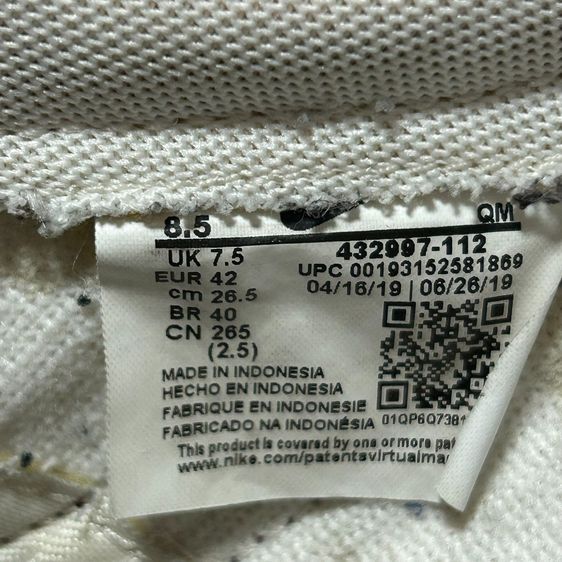 8.5 QM
UK 7.5 432997-112
EUR 42 UPC 00193152581869
cm 26.5 04/16/19 | 06/26/19
BR 40
CN 265
(2.5)
MADE IN INDONESIA
HECHO EN INDONESIA
FABRIQUE EN INDONESIE
FABRICADO NA INDONÉSIA 01QP6Q7381
This product is covered by one or more pat
www.nike.com/patentsvirtualma